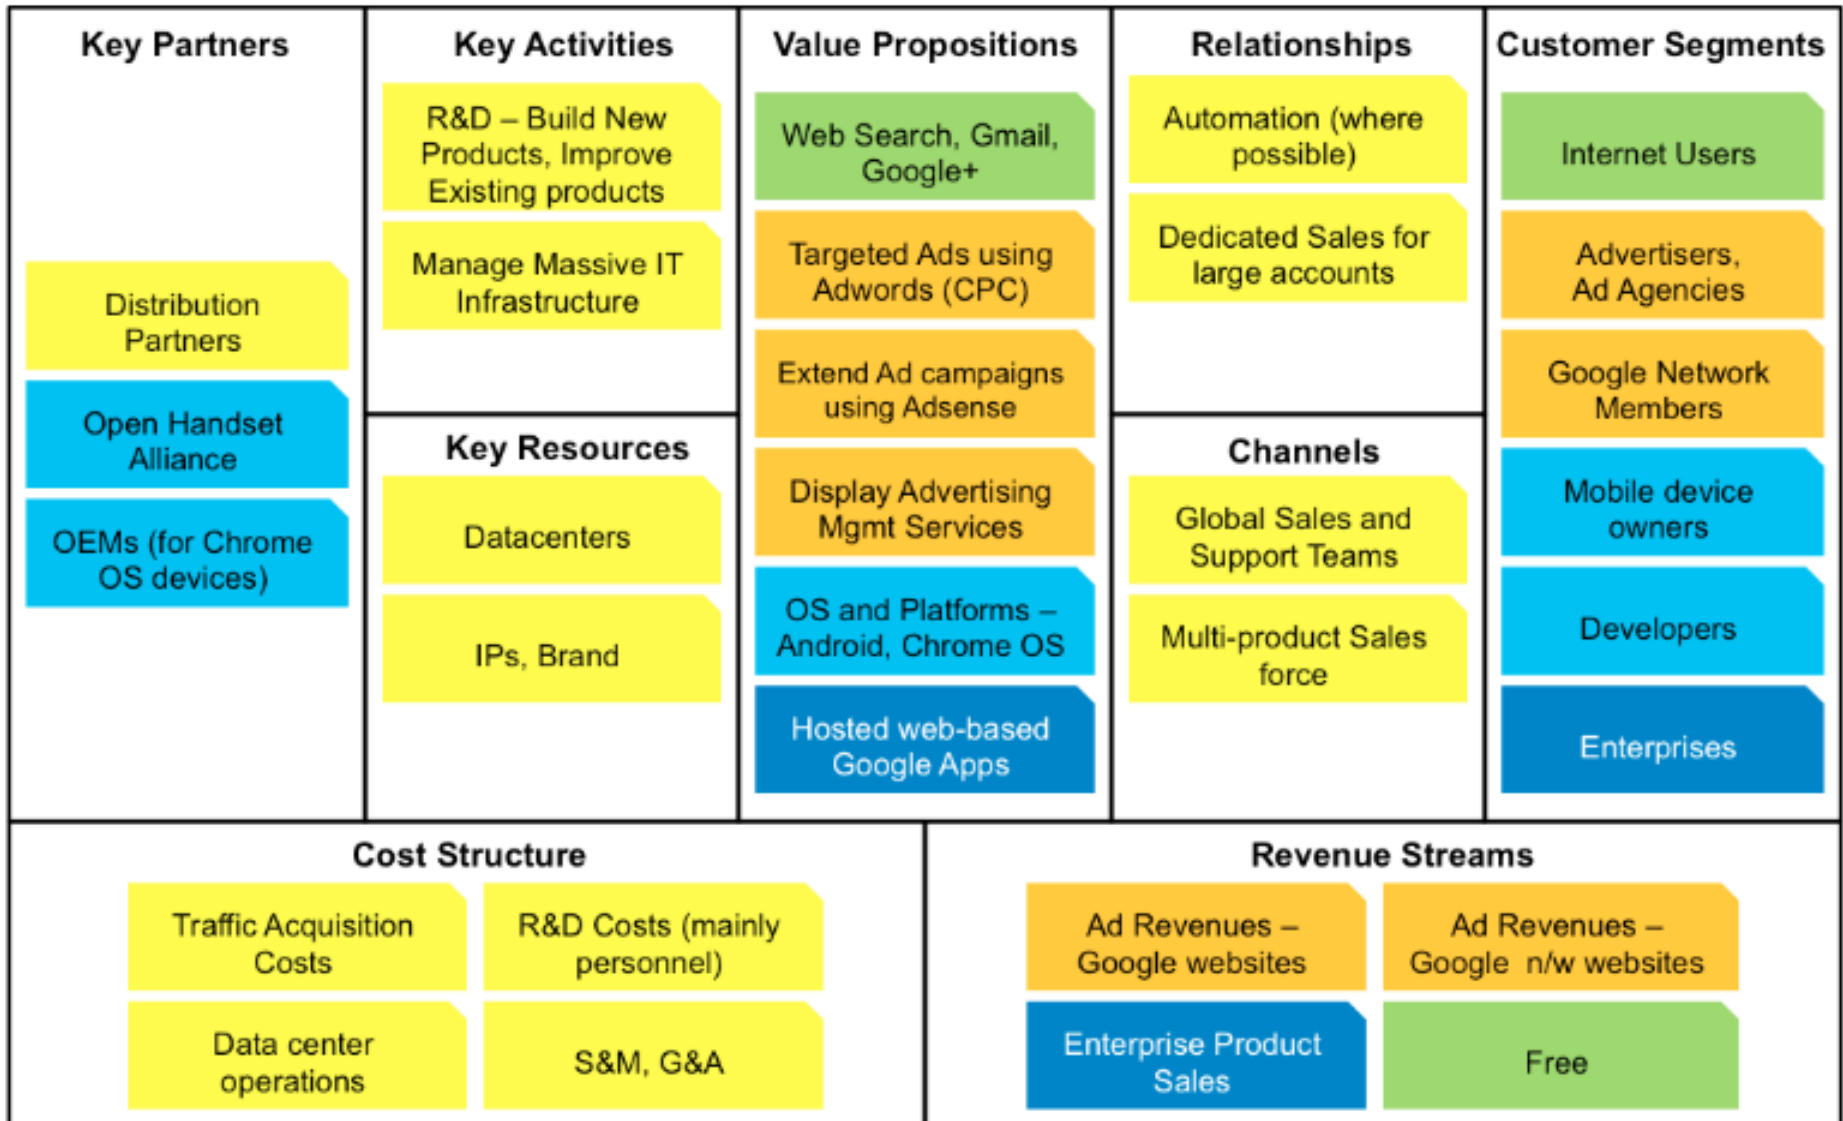 Key Partners
Distribution
Partners
Open Handset
Alliance
OEMs (for Chrome
OS devices)
Key Activities
R&D – Build New
Products, Improve
Existing products
Manage Massive IT
Infrastructure
Key Resources
Datacenters
IPs, Brand
Value Propositions
Web Search, Gmail,
Google+
Targeted Ads using
Adwords (CPC)
Extend Ad campaigns
using Adsense
Display Advertising
Mgmt Services
OS and Platforms –
Android, Chrome OS
Hosted web-based
Google Apps
Relationships
Automation (where
possible)
Dedicated Sales for
large accounts
Channels
Global Sales and
Support Teams
Multi-product Sales
force
Customer Segments
Internet Users
Advertisers,
Ad Agencies
Google Network
Members
Mobile device
owners
Developers
Enterprises
Cost Structure
Traffic Acquisition
Costs
R&D Costs (mainly
personnel)
Data center
operations
S&M, G&A
Revenue Streams
Ad Revenues –
Google websites
Ad Revenues –
Google n/w websites
Enterprise Product
Sales
Free